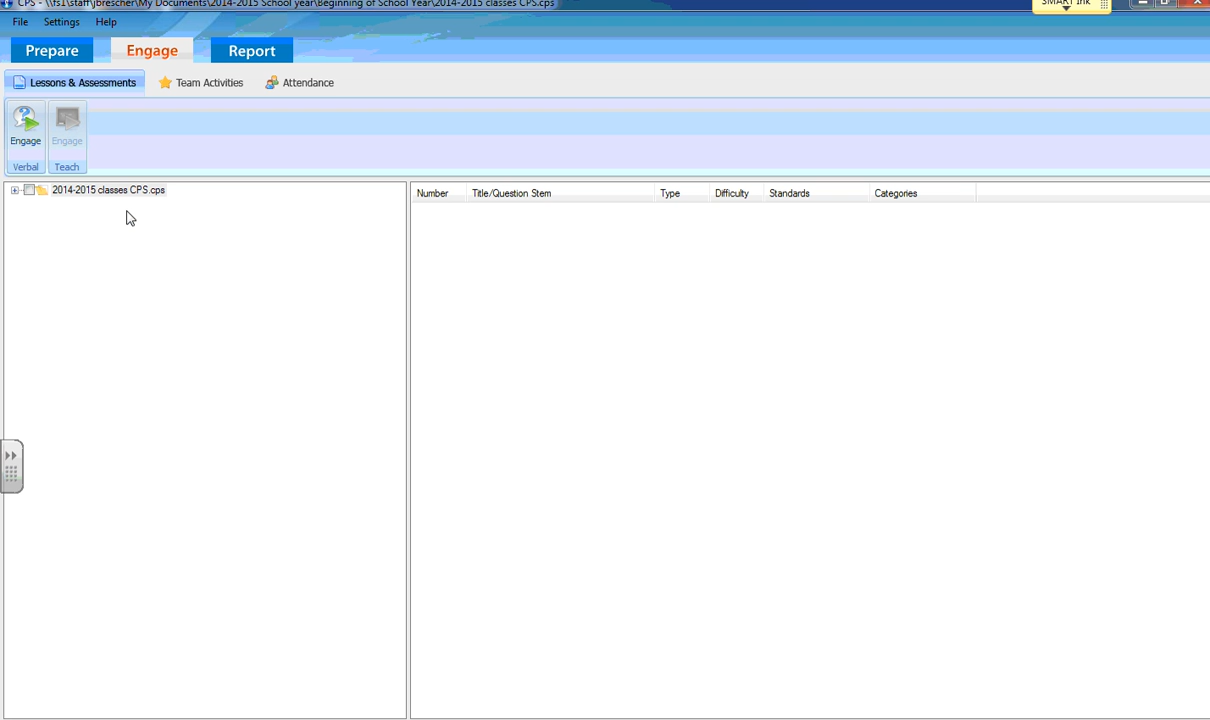 CPS - \\fs1\staff\jbrescher\My Documents\2014-2015 School year\Beginning of School Year\2014-2015 classes CPS.cps
SMART Ink
File Settings Help
Prepare Engage Report
Lessons & Assessments Team Activities Attendance
Engage Engage
Verbal Teach
2014-2015 classes CPS.cps
Number Title/Question Stem Type Difficulty Standards Categories